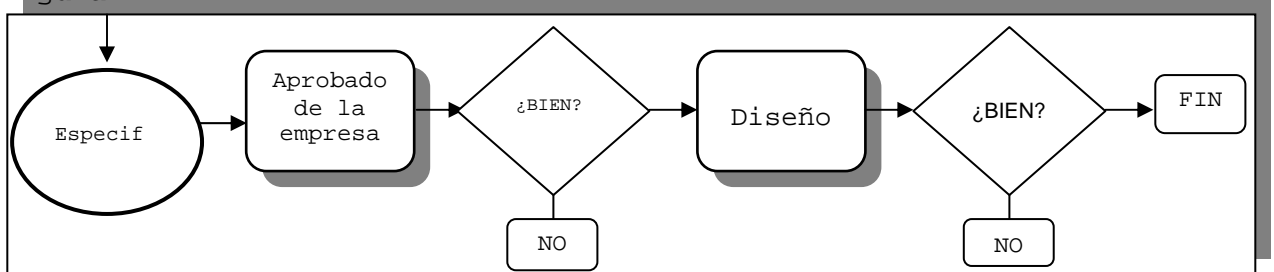 Especif
Aprobado
de la
empresa
¿BIEN?
Diseño
¿BIEN?
FIN
NO
NO